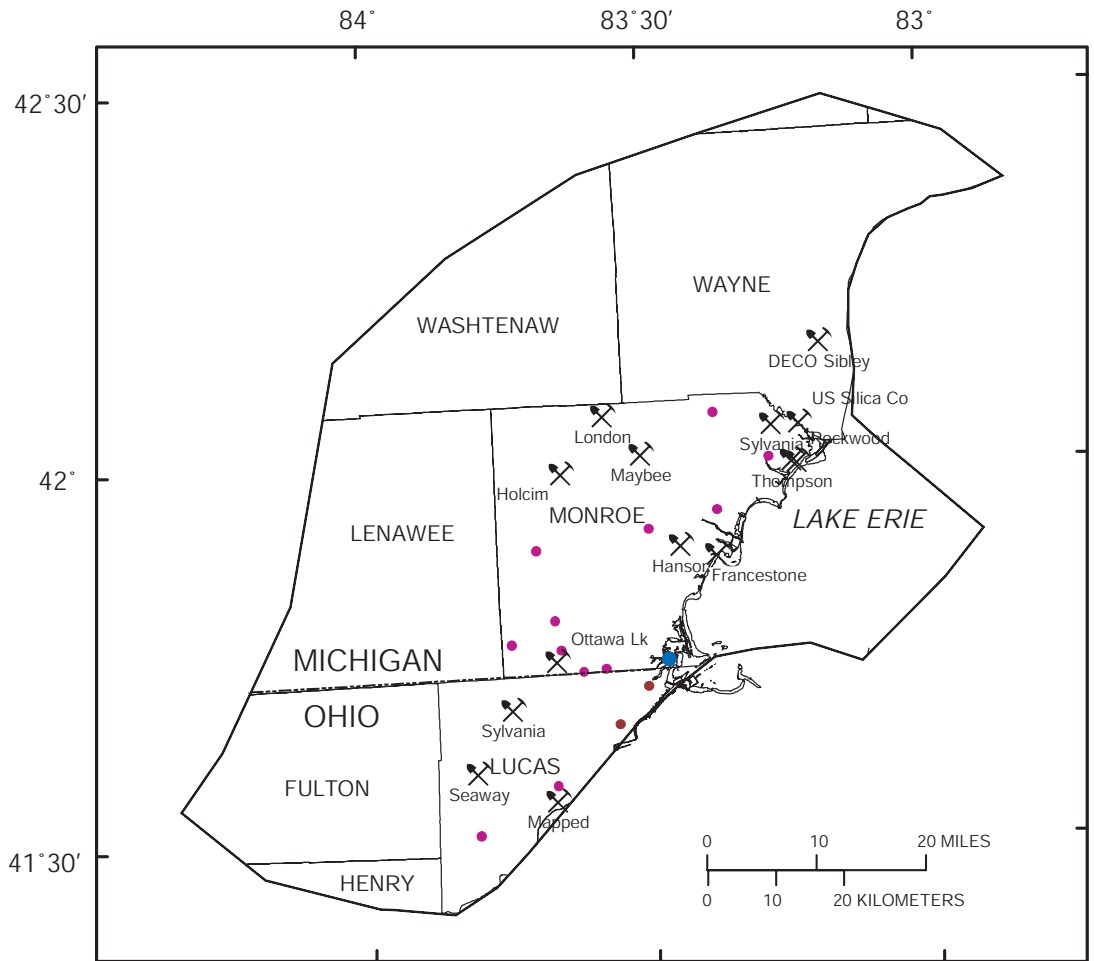 84˚ 83˚30′ 83˚
42˚30′
WAYNE
WASHTENAW
DECO Sibley
US Silica Co
London
Sylvania Rockwood
Maybee
42˚
Thompson
Holcim
MONROE
LAKE ERIE
LENAWEE
Hanson
Francestone
Ottawa Lk
MICHIGAN
OHIO
Sylvania
LUCAS
FULTON
Seaway
Mapped
0 10 20 MILES
41˚30′
HENRY
0 10 20 KILOMETERS